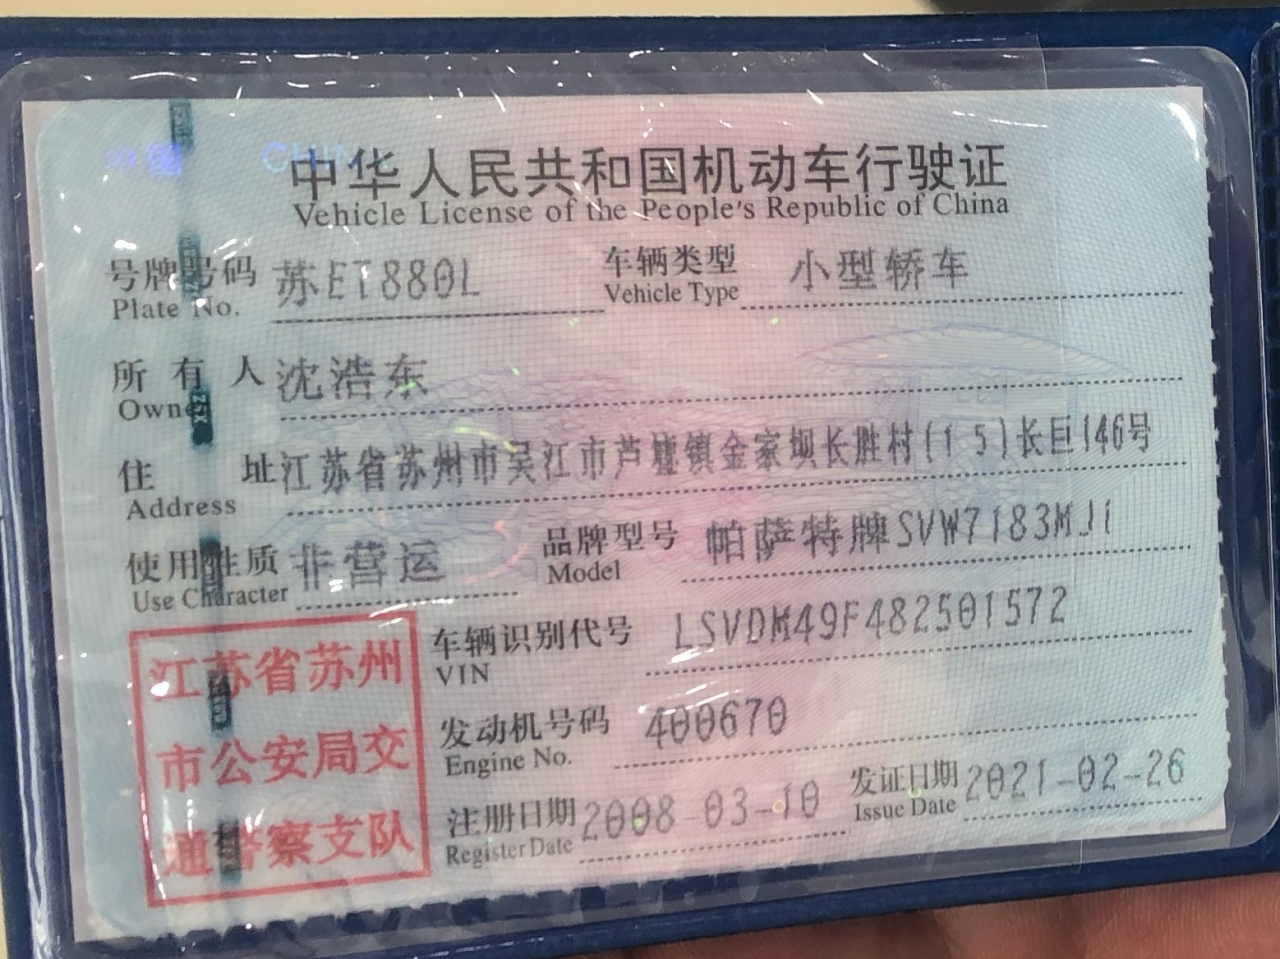 中国 CHINA
中华人民共和国机动车行驶证
Vehicle License of the People's Republic of China
号牌号码 苏ET880L 车辆类型 小型轿车
Plate No. Vehicle Type
所有人 沈浩东
Owner
住址 江苏省苏州市吴江市芦墟镇金家坝长胜村(15)长巨146号
Address
使用性质 非营运 品牌型号 帕萨特牌SVW7183MJi
Use Character Model
车辆识别代号 LSVDM49F482501572
VIN
发动机号码 400670
Engine No.
注册日期 2008-03-10 发证日期 2021-02-26
Register Date Issue Date
江苏省苏州
市公安局交
通警察支队